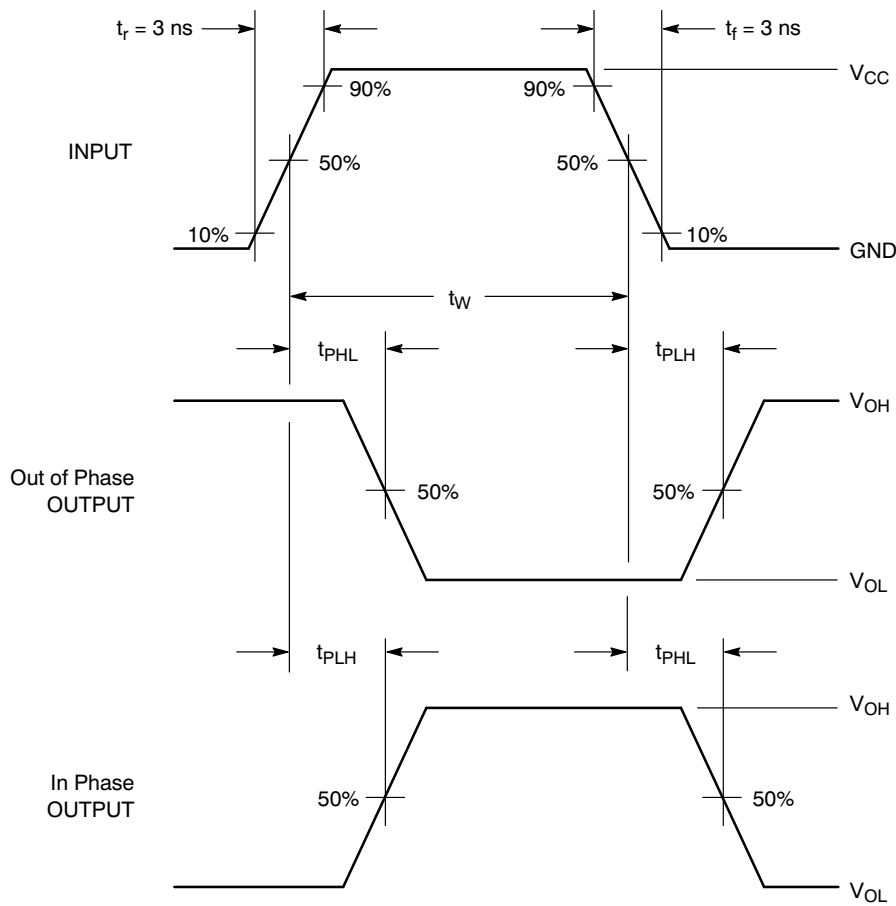 t_r = 3 ns
t_f = 3 ns
V_CC
90%
90%
INPUT
50%
50%
10%
10%
GND
t_W
t_PHL
t_PLH
V_OH
Out of Phase
OUTPUT
50%
50%
V_OL
t_PLH
t_PHL
V_OH
In Phase
OUTPUT
50%
50%
V_OL